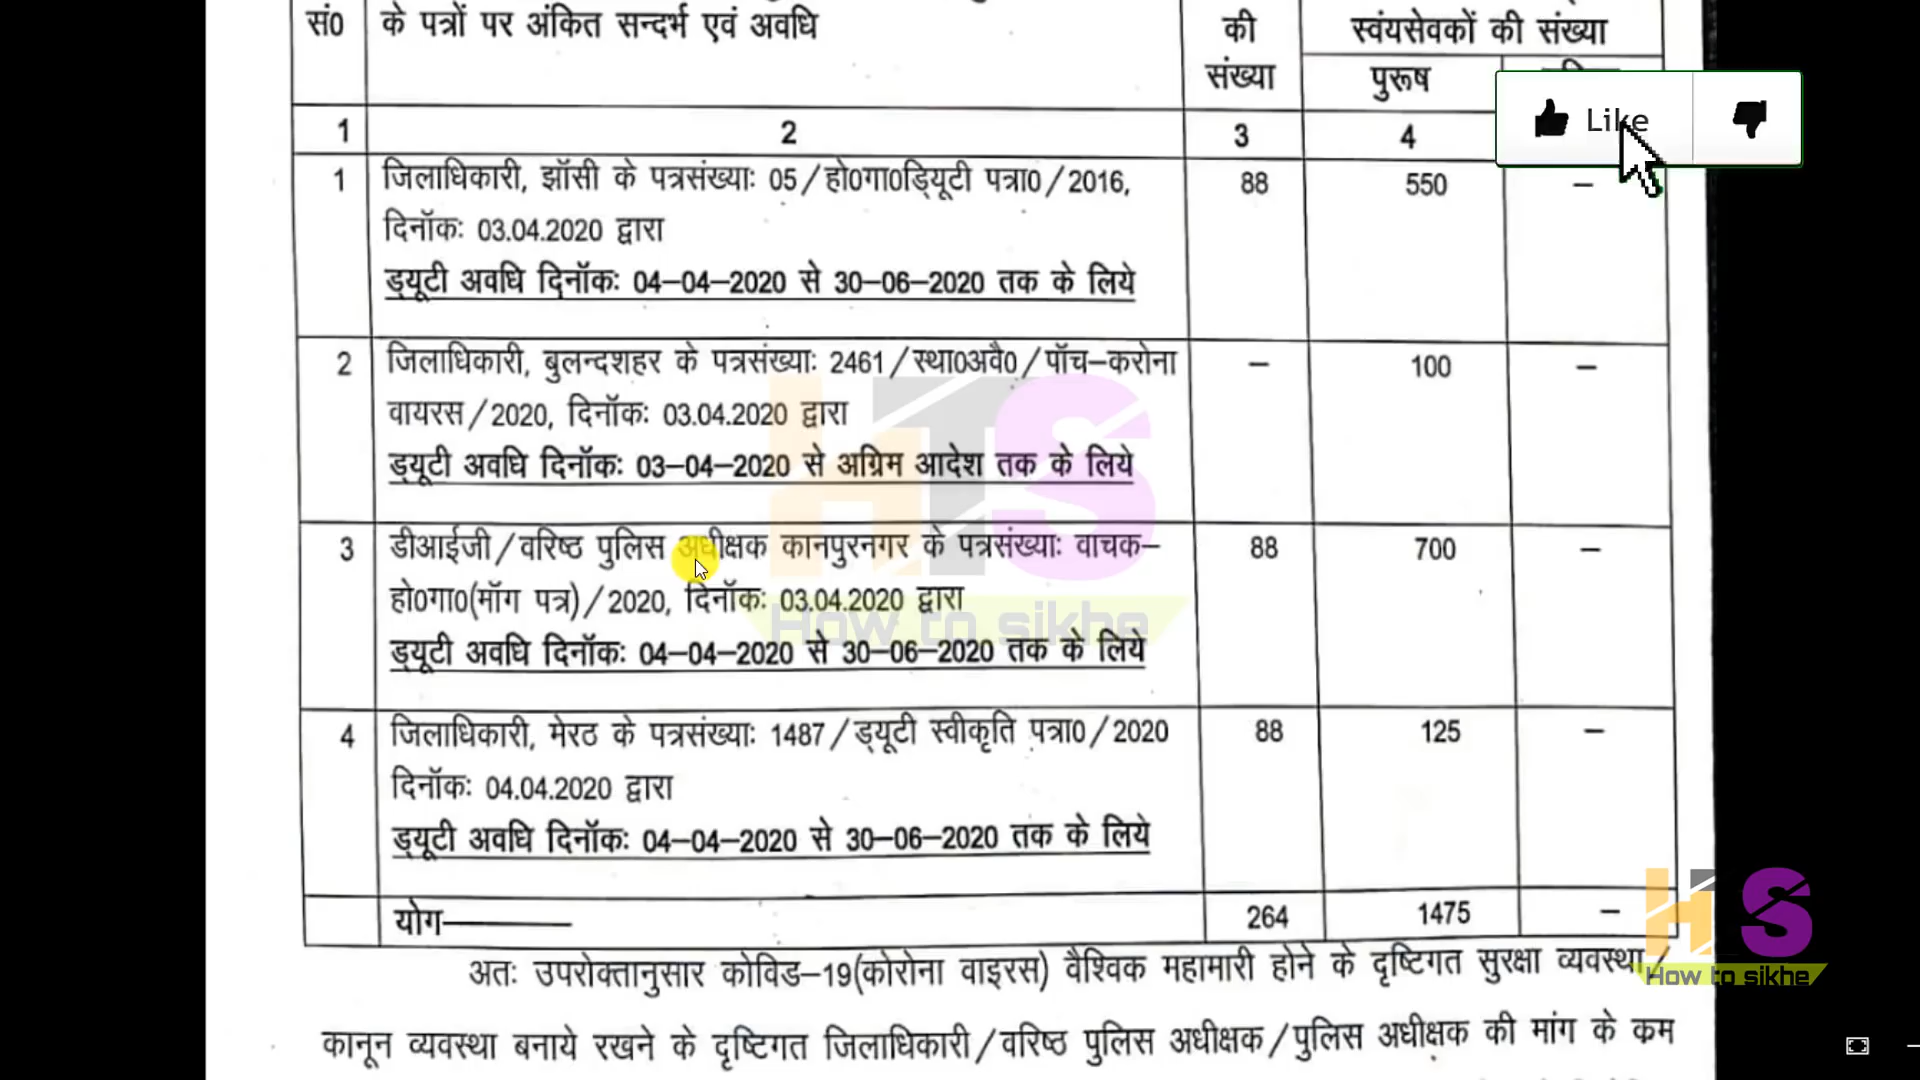 सं0 के पत्रों पर अंकित सन्दर्भ एवं अवधि की स्वंयसेवकों की संख्या
संख्या पुरूष
Like
1 2 3 4
1 जिलाधिकारी, झॉसी के पत्रसंख्याः 05/हो0गा0ड्यिूटी पत्रा0/2016, 88 550 –
दिनॉकः 03.04.2020 द्वारा
ड्यूटी अवधि दिनॉकः 04–04–2020 से 30–06–2020 तक के लिये
2 जिलाधिकारी, बुलन्दशहर के पत्रसंख्याः 2461/स्था0अवै0/पॉच–करोना – 100 –
वायरस/2020, दिनॉकः 03.04.2020 द्वारा
ड्यूटी अवधि दिनॉकः 03–04–2020 से अग्रिम आदेश तक के लिये
3 डीआईजी/वरिष्ठ पुलिस अधीक्षक कानपुरनगर के पत्रसंख्याः वाचक– 88 700 –
हो0गा0(मॉग पत्र)/2020, दिनॉकः 03.04.2020 द्वारा
How to sikhe
ड्यूटी अवधि दिनॉकः 04–04–2020 से 30–06–2020 तक के लिये
4 जिलाधिकारी, मेरठ के पत्रसंख्याः 1487/ड्यूटी स्वीकृति पत्रा0/2020 88 125 –
दिनॉकः 04.04.2020 द्वारा
ड्यूटी अवधि दिनॉकः 04–04–2020 से 30–06–2020 तक के लिये
योग——— 264 1475 –
HTS
How to sikhe
अतः उपरोक्तानुसार कोविड–19(कोरोना वाइरस) वैश्विक महामारी होने के दृष्टिगत सुरक्षा व्यवस्था/
कानून व्यवस्था बनाये रखने के दृष्टिगत जिलाधिकारी/वरिष्ठ पुलिस अधीक्षक/पुलिस अधीक्षक की मांग के कम